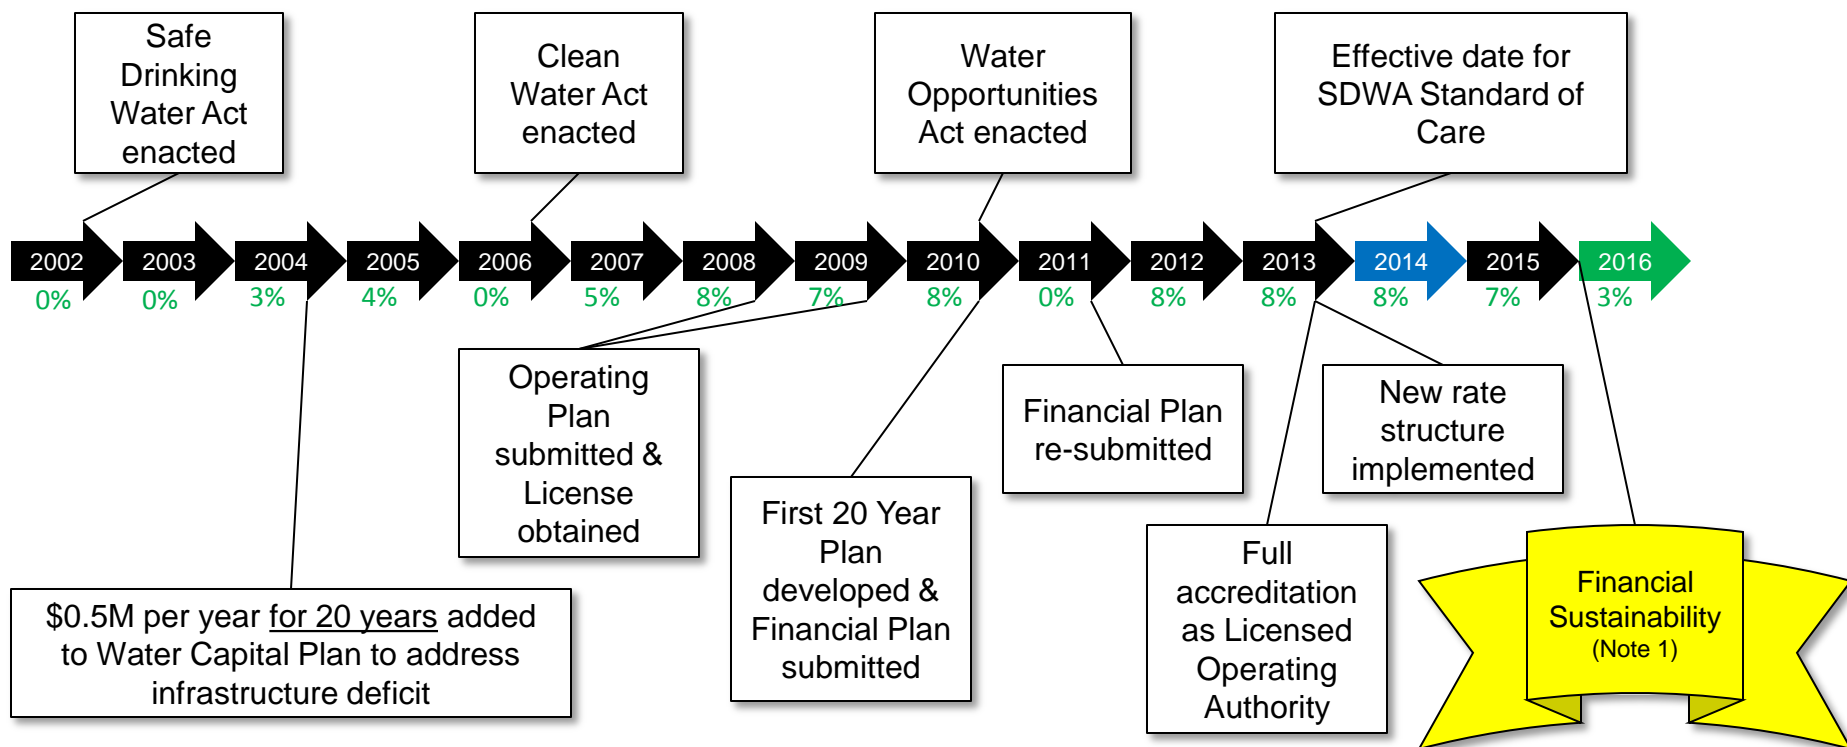 Safe
Drinking
Water Act
enacted
Clean
Water Act
enacted
Water
Opportunities
Act enacted
Effective date for
SDWA Standard of
Care
2002 2003 2004 2005 2006 2007 2008 2009 2010 2011 2012 2013 2014 2015 2016
0% 0% 3% 4% 0% 5% 8% 7% 8% 0% 8% 8% 8% 7% 3%
Operating
Plan
submitted &
License
obtained
Financial Plan
re-submitted
New rate
structure
implemented
First 20 Year
Plan
developed &
Financial Plan
submitted
Full
accreditation
as Licensed
Operating
Authority
Financial
Sustainability
(Note 1)
$0.5M per year for 20 years added
to Water Capital Plan to address
infrastructure deficit